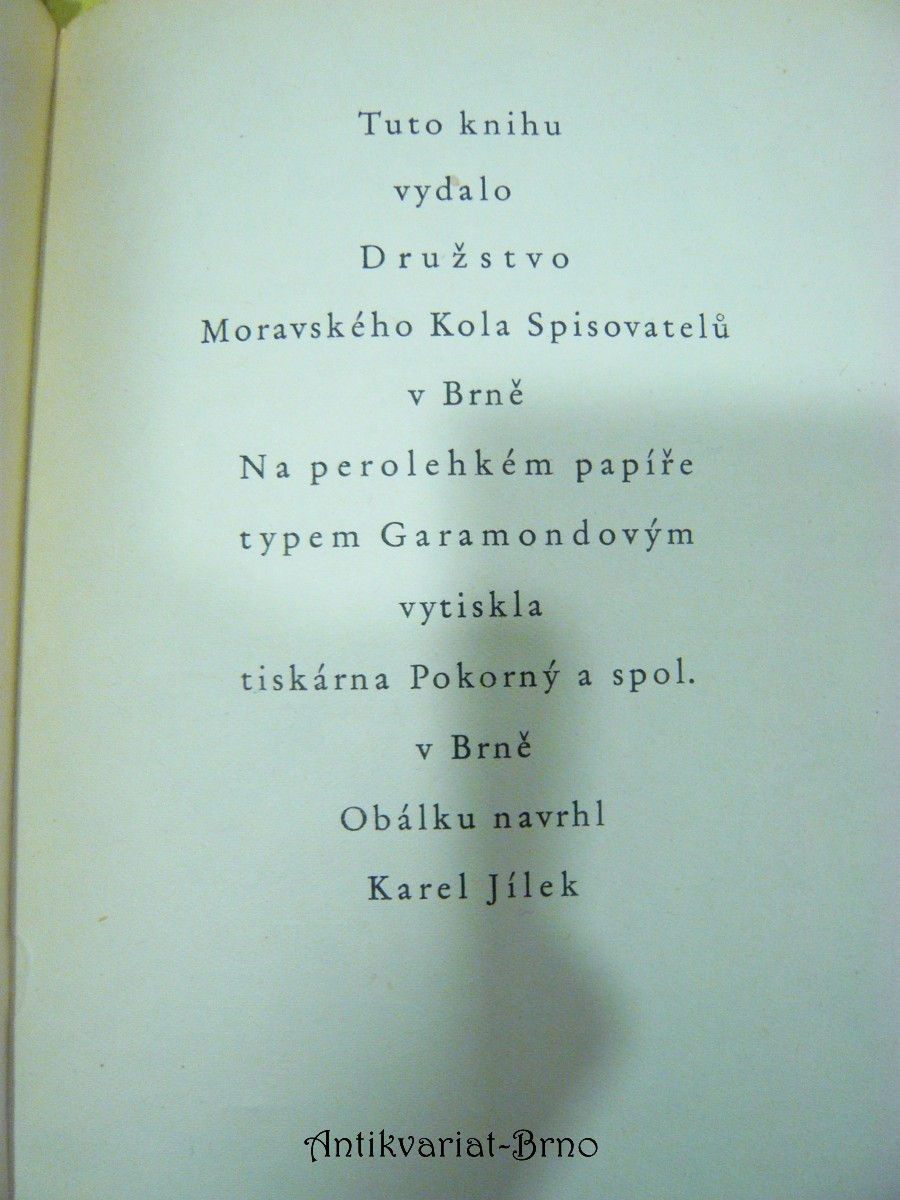 Tuto knihu
vydalo
Družstvo
Moravského Kola Spisovatelů
v Brně
Na perolehkém papíře
typem Garamondovým
vytiskla
tiskárna Pokorný a spol.
v Brně
Obálku navrhl
Karel Jílek
Antikvariat-Brno